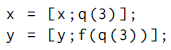 x = [x;q(3)];
y = [y;f(q(3))];